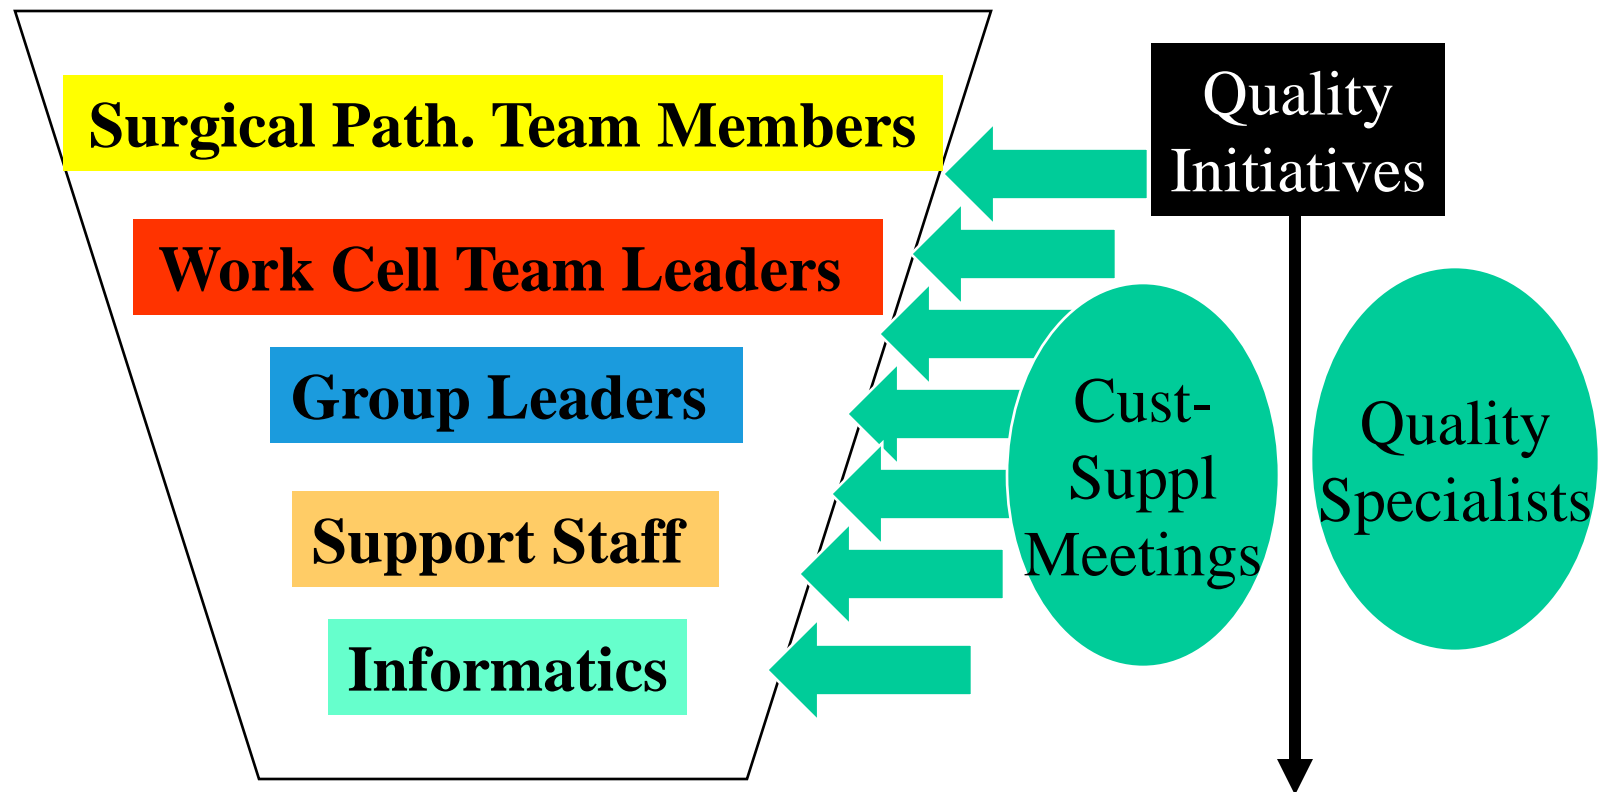 Surgical Path. Team Members
Work Cell Team Leaders
Group Leaders
Support Staff
Informatics
Quality
Initiatives
Cust-
Suppl
Meetings
Quality
Specialists